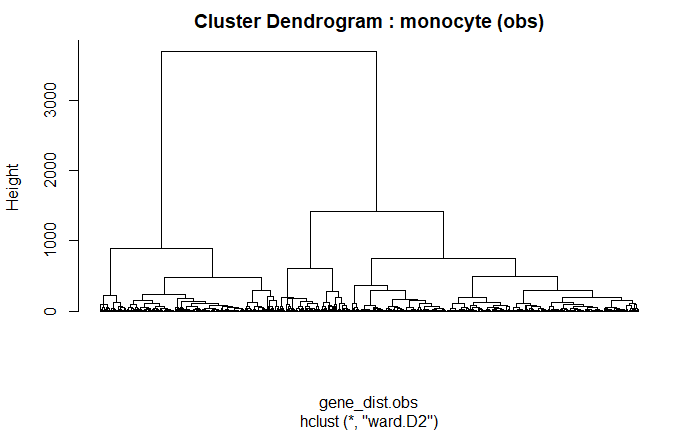 Cluster Dendrogram : monocyte (obs)
Height
3000
2000
1000
0
gene_dist.obs
hclust (*, "ward.D2")